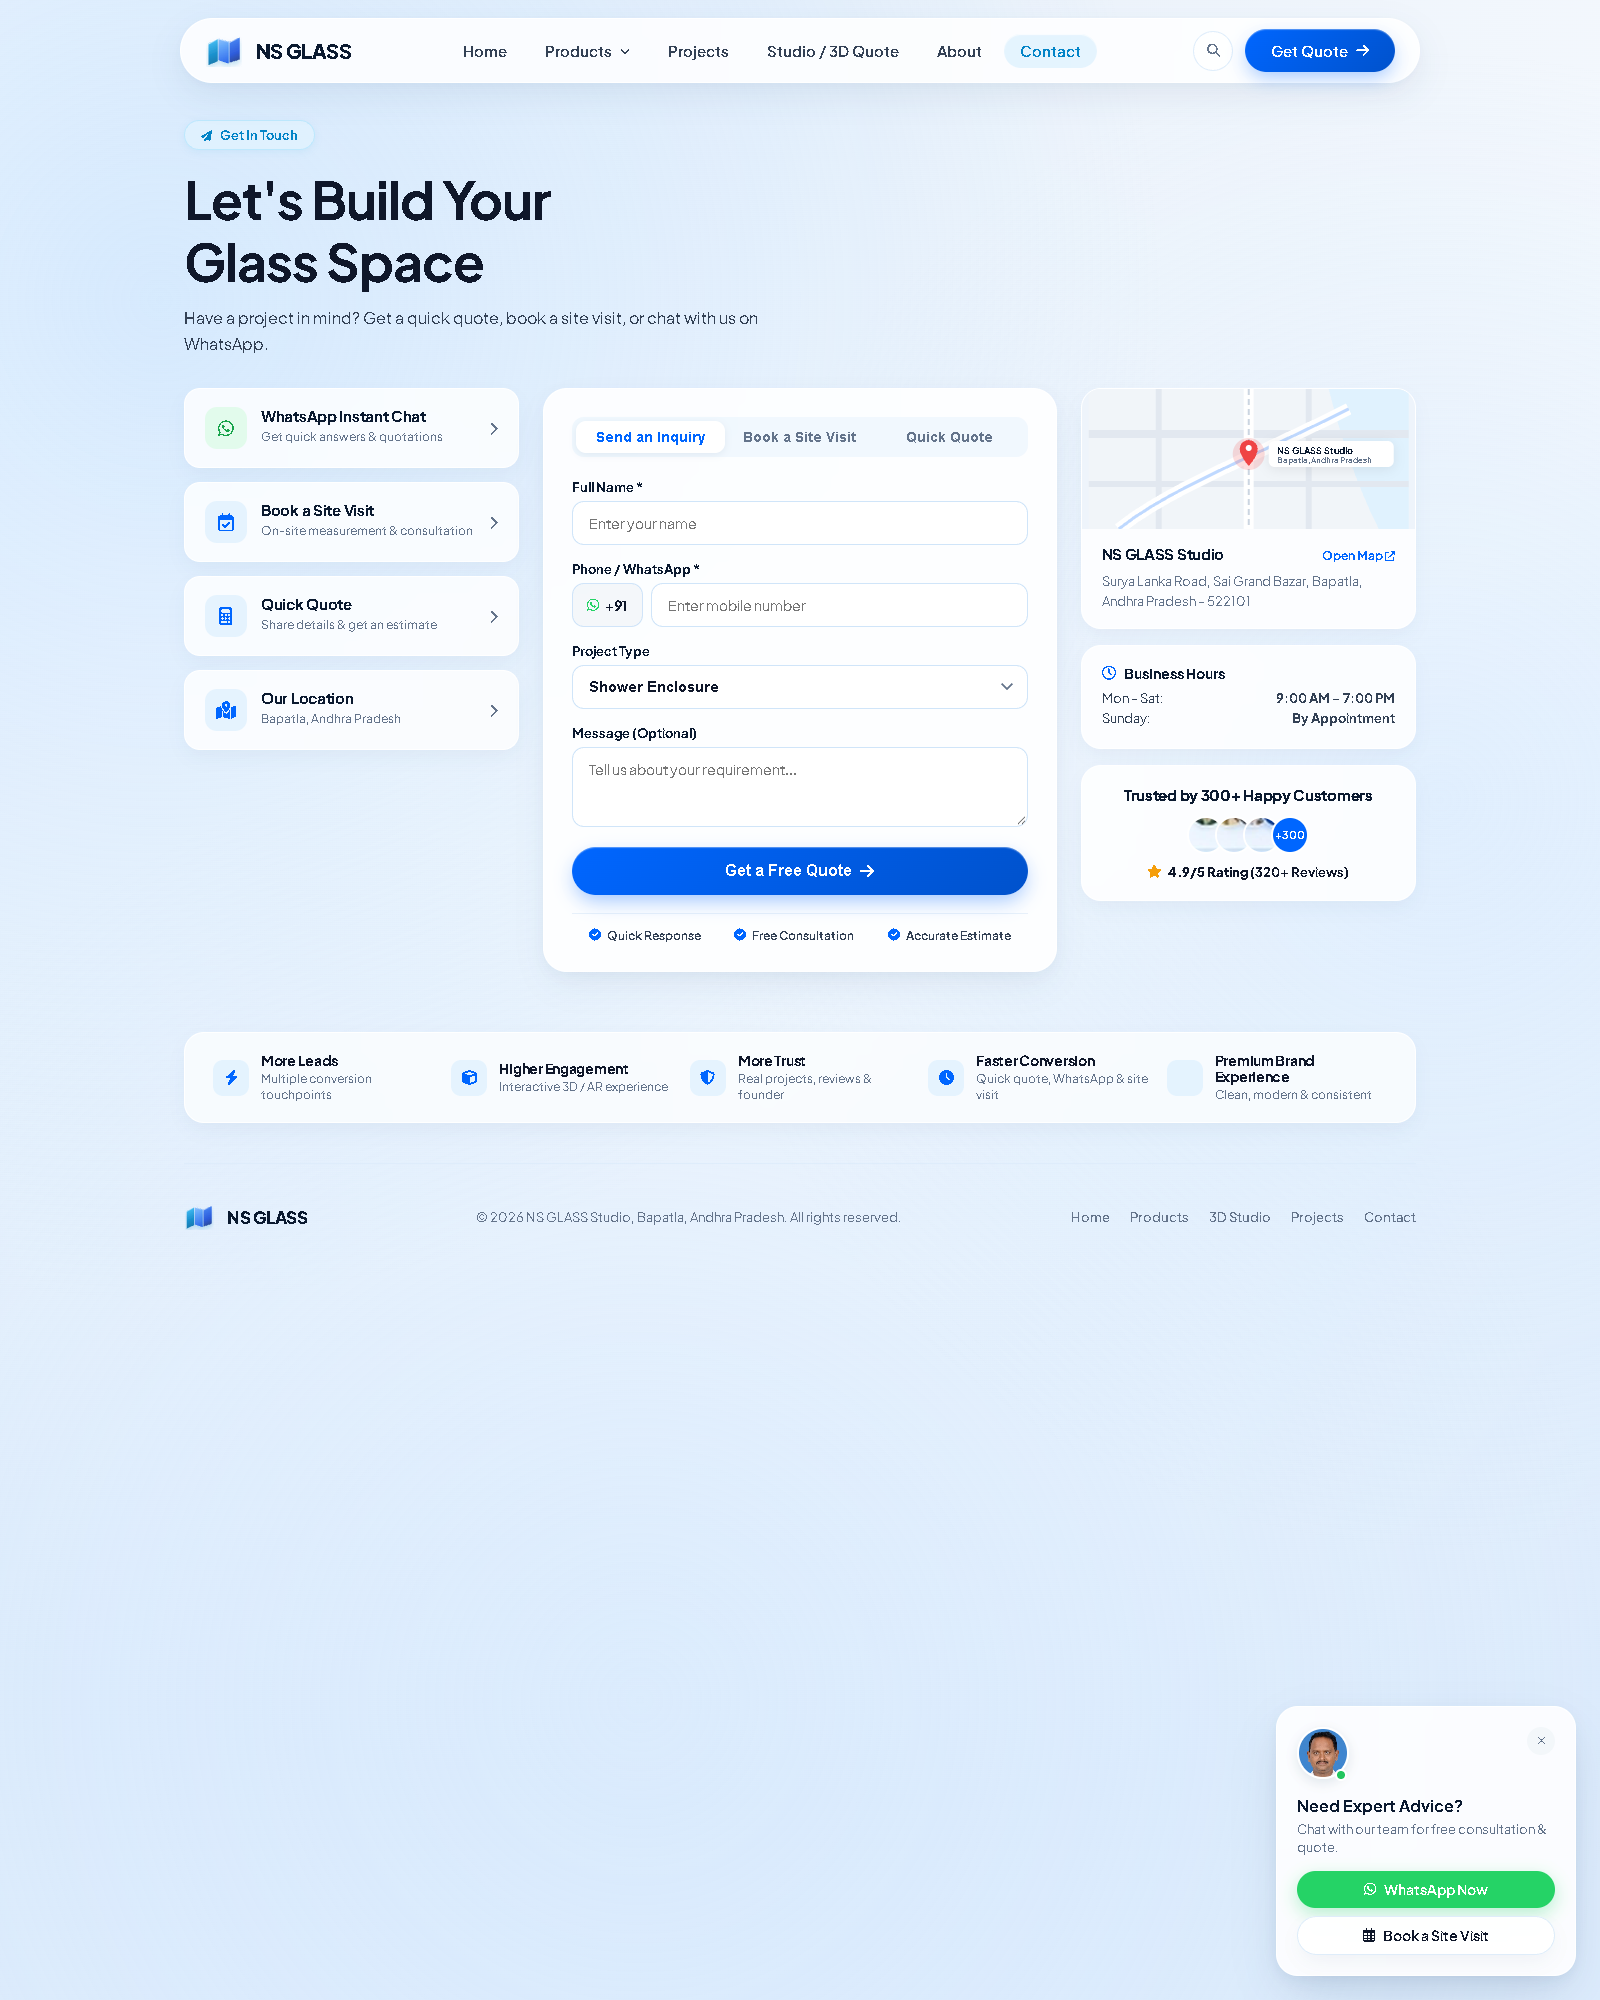 NS GLASS
Home
Products
Projects
Studio / 3D Quote
About
Contact
Get Quote
Get In Touch
Let's Build Your
Glass Space
Have a project in mind? Get a quick quote, book a site visit, or chat with us on
WhatsApp.
WhatsApp Instant Chat
Get quick answers & quotations
Book a Site Visit
On-site measurement & consultation
Quick Quote
Share details & get an estimate
Our Location
Bapatla, Andhra Pradesh
Send an Inquiry
Book a Site Visit
Quick Quote
Full Name *
Enter your name
Phone / WhatsApp *
+91
Enter mobile number
Project Type
Shower Enclosure
Message (Optional)
Tell us about your requirement...
Get a Free Quote
Quick Response
Free Consultation
Accurate Estimate
NS GLASS Studio
Bapatla, Andhra Pradesh
NS GLASS Studio
Open Map
Surya Lanka Road, Sai Grand Bazar, Bapatla,
Andhra Pradesh - 522101
Business Hours
Mon - Sat:
9:00 AM – 7:00 PM
Sunday:
By Appointment
Trusted by 300+ Happy Customers
+300
4.9/5 Rating (320+ Reviews)
More Leads
Multiple conversion
touchpoints
Higher Engagement
Interactive 3D / AR experience
More Trust
Real projects, reviews &
founder
Faster Conversion
Quick quote, WhatsApp & site
visit
Premium Brand
Experience
Clean, modern & consistent
NS GLASS
© 2026 NS GLASS Studio, Bapatla, Andhra Pradesh. All rights reserved.
Home
Products
3D Studio
Projects
Contact
Need Expert Advice?
Chat with our team for free consultation &
quote.
WhatsApp Now
Book a Site Visit